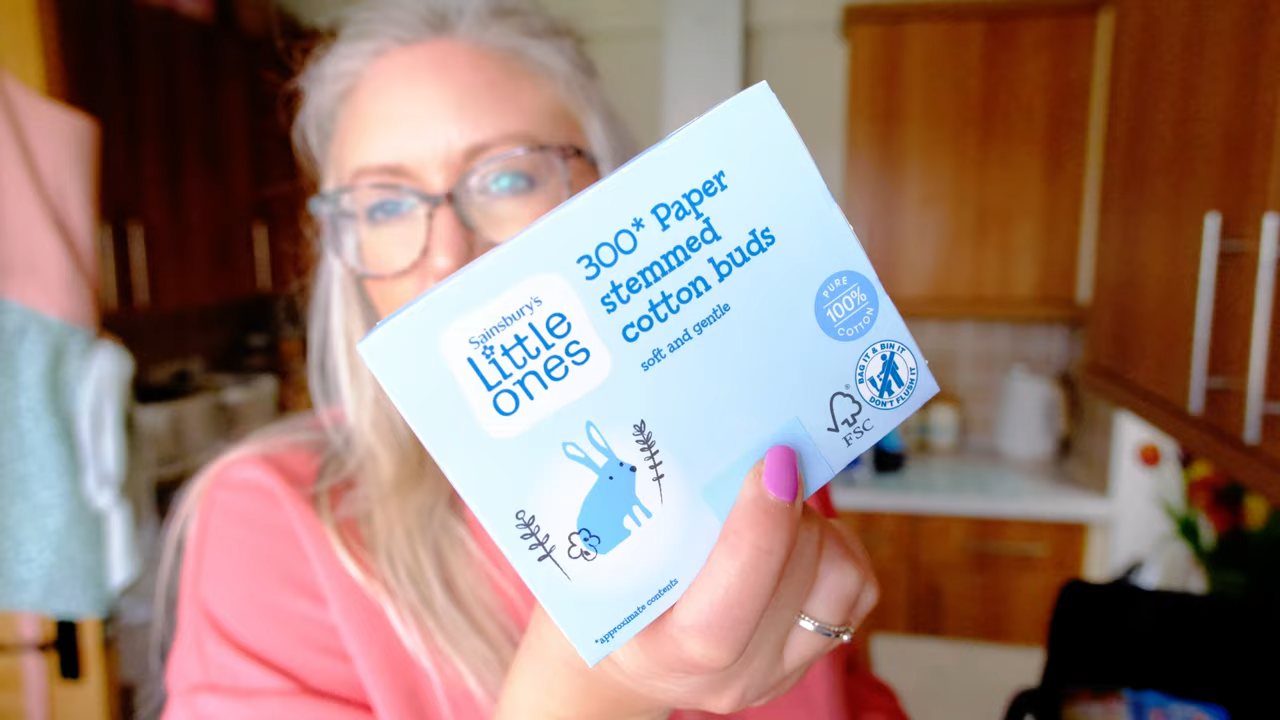 300* Paper
stemmed
cotton buds
soft and gentle
Sainsbury's
Little
ones
PURE
100%
COTTON
BAG IT & BIN IT
DON'T FLUSH IT
®
FSC
*approximate contents